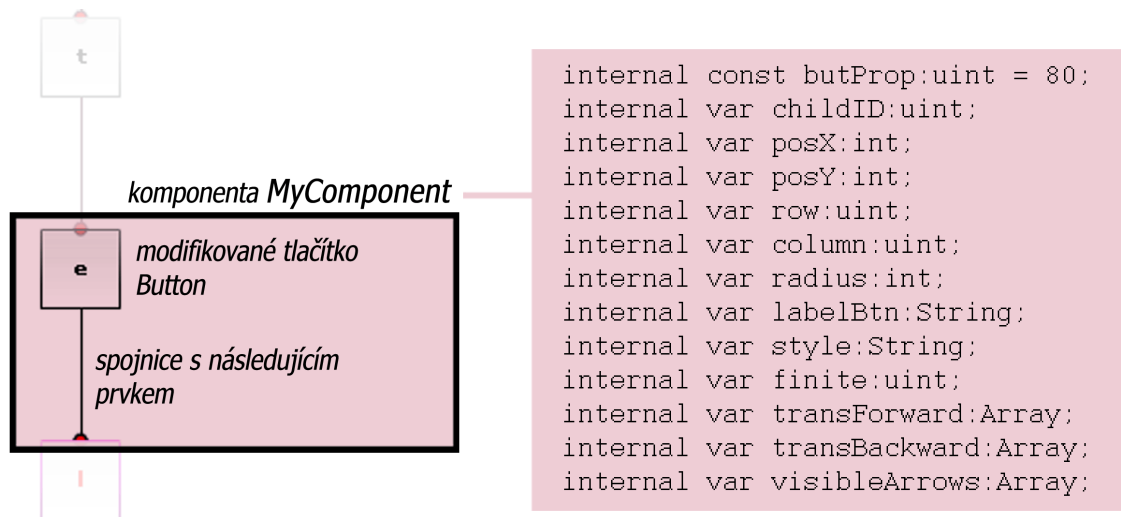 t
komponenta MyComponent
e
modifikované tlačítko
Button
spojnice s následujícím
prvkem
l
internal const butProp:uint = 80;
internal var childID:uint;
internal var posX:int;
internal var posY:int;
internal var row:uint;
internal var column:uint;
internal var radius:int;
internal var labelBtn:String;
internal var style:String;
internal var finite:uint;
internal var transForward:Array;
internal var transBackward:Array;
internal var visibleArrows:Array;